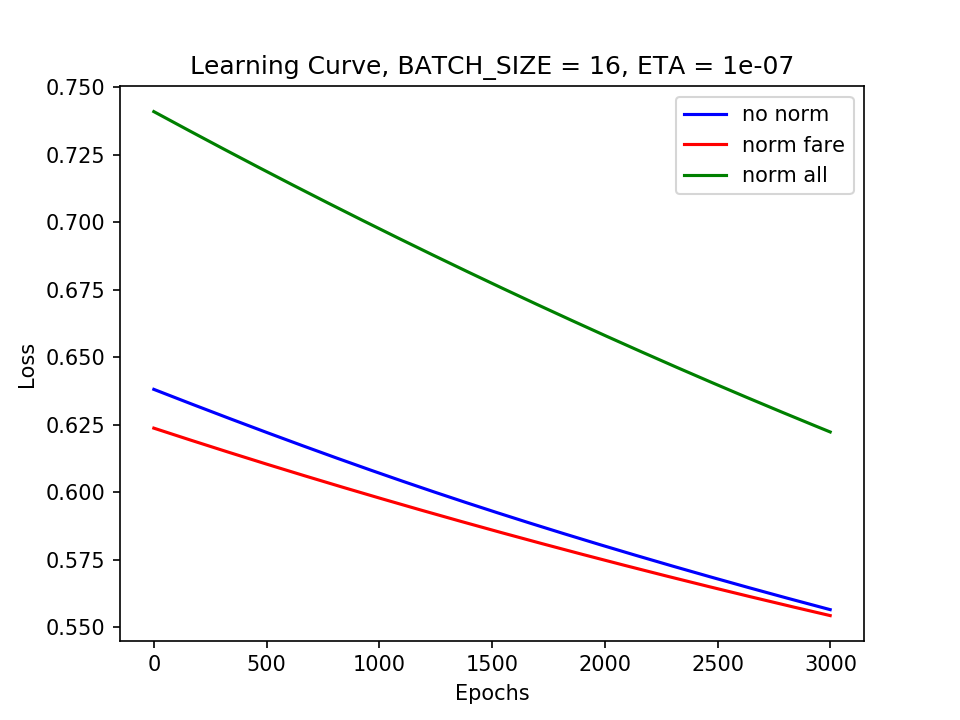 Learning Curve, BATCH_SIZE = 16, ETA = 1e-07
0.750
0.725
0.700
0.675
0.650
0.625
0.600
0.575
0.550
Loss
no norm
norm fare
norm all
0 500 1000 1500 2000 2500 3000
Epochs